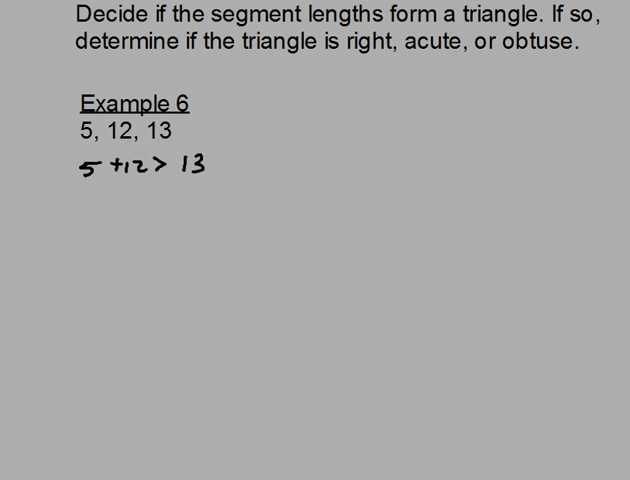 Decide if the segment lengths form a triangle. If so,
determine if the triangle is right, acute, or obtuse.
Example 6
5, 12, 13
5 +12 > 13